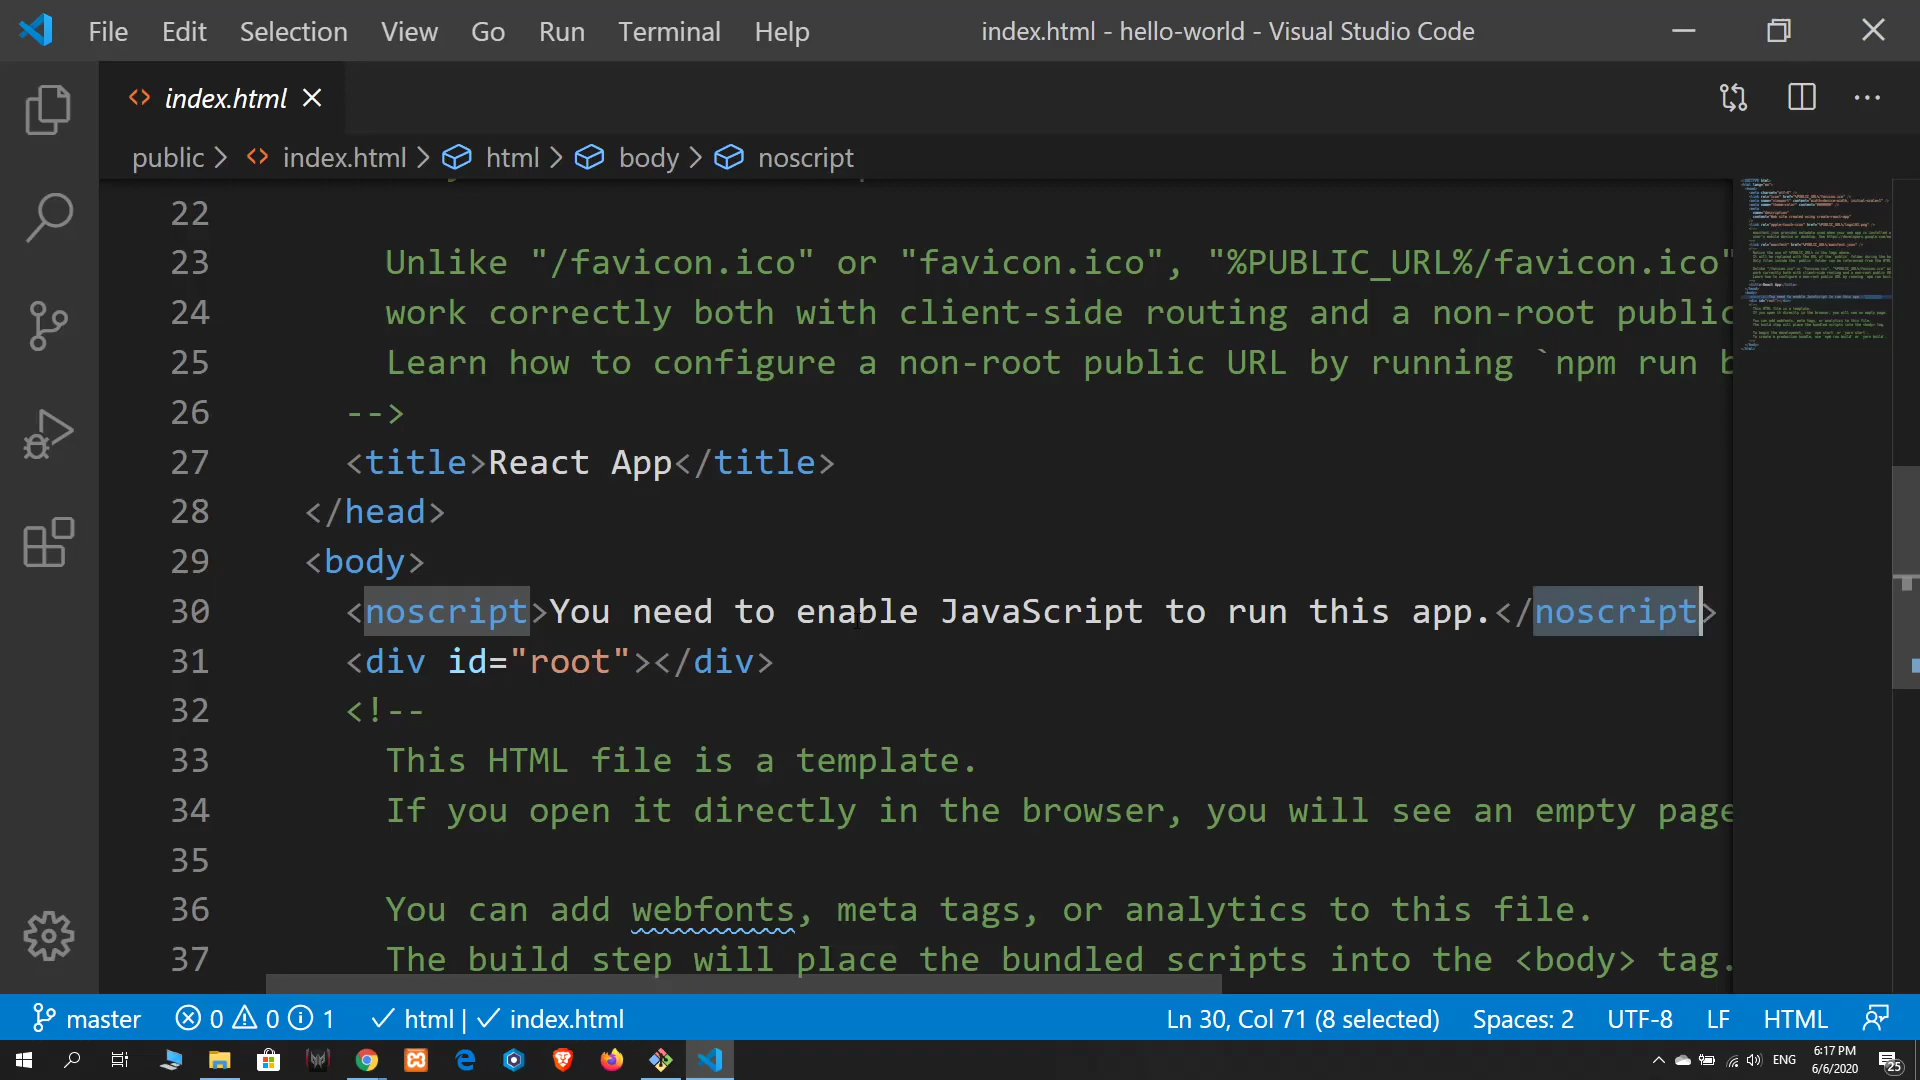 File Edit Selection View Go Run Terminal Help index.html - hello-world - Visual Studio Code
index.html
public > index.html > html > body > noscript
22
23 Unlike "/favicon.ico" or "favicon.ico", "%PUBLIC_URL%/favicon.ico"
24 work correctly both with client-side routing and a non-root public
25 Learn how to configure a non-root public URL by running `npm run b
26 -->
27 <title>React App</title>
28 </head>
29 <body>
30 <noscript>You need to enable JavaScript to run this app.</noscript>
31 <div id="root"></div>
32 <!--
33 This HTML file is a template.
34 If you open it directly in the browser, you will see an empty page
35
36 You can add webfonts, meta tags, or analytics to this file.
37 The build step will place the bundled scripts into the <body> tag.
master 0 0 1 html | index.html Ln 30, Col 71 (8 selected) Spaces: 2 UTF-8 LF HTML
ENG 6:17 PM
6/6/2020 25